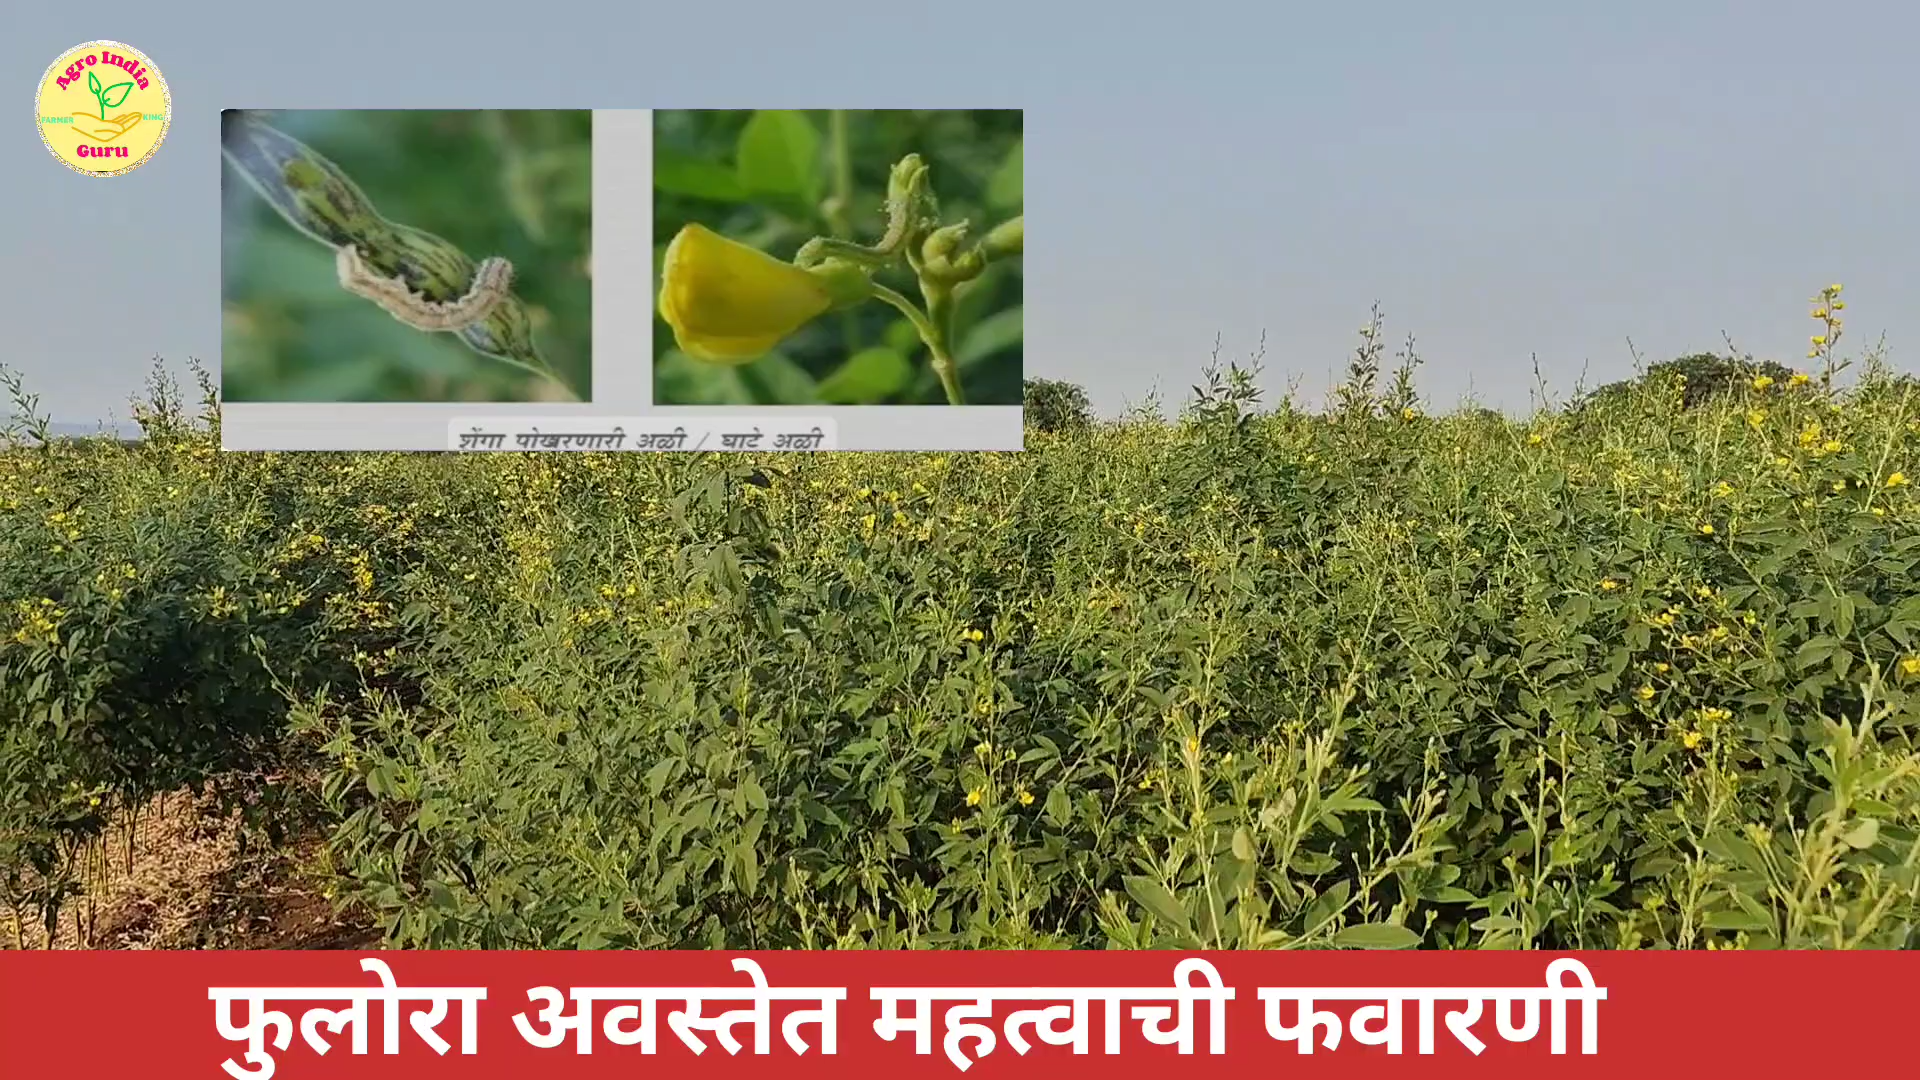 Agro India
FARMER KING
Guru
शेंगा पोखरणारी अळी / घाटे अळी
फुलोरा अवस्तेत महत्वाची फवारणी